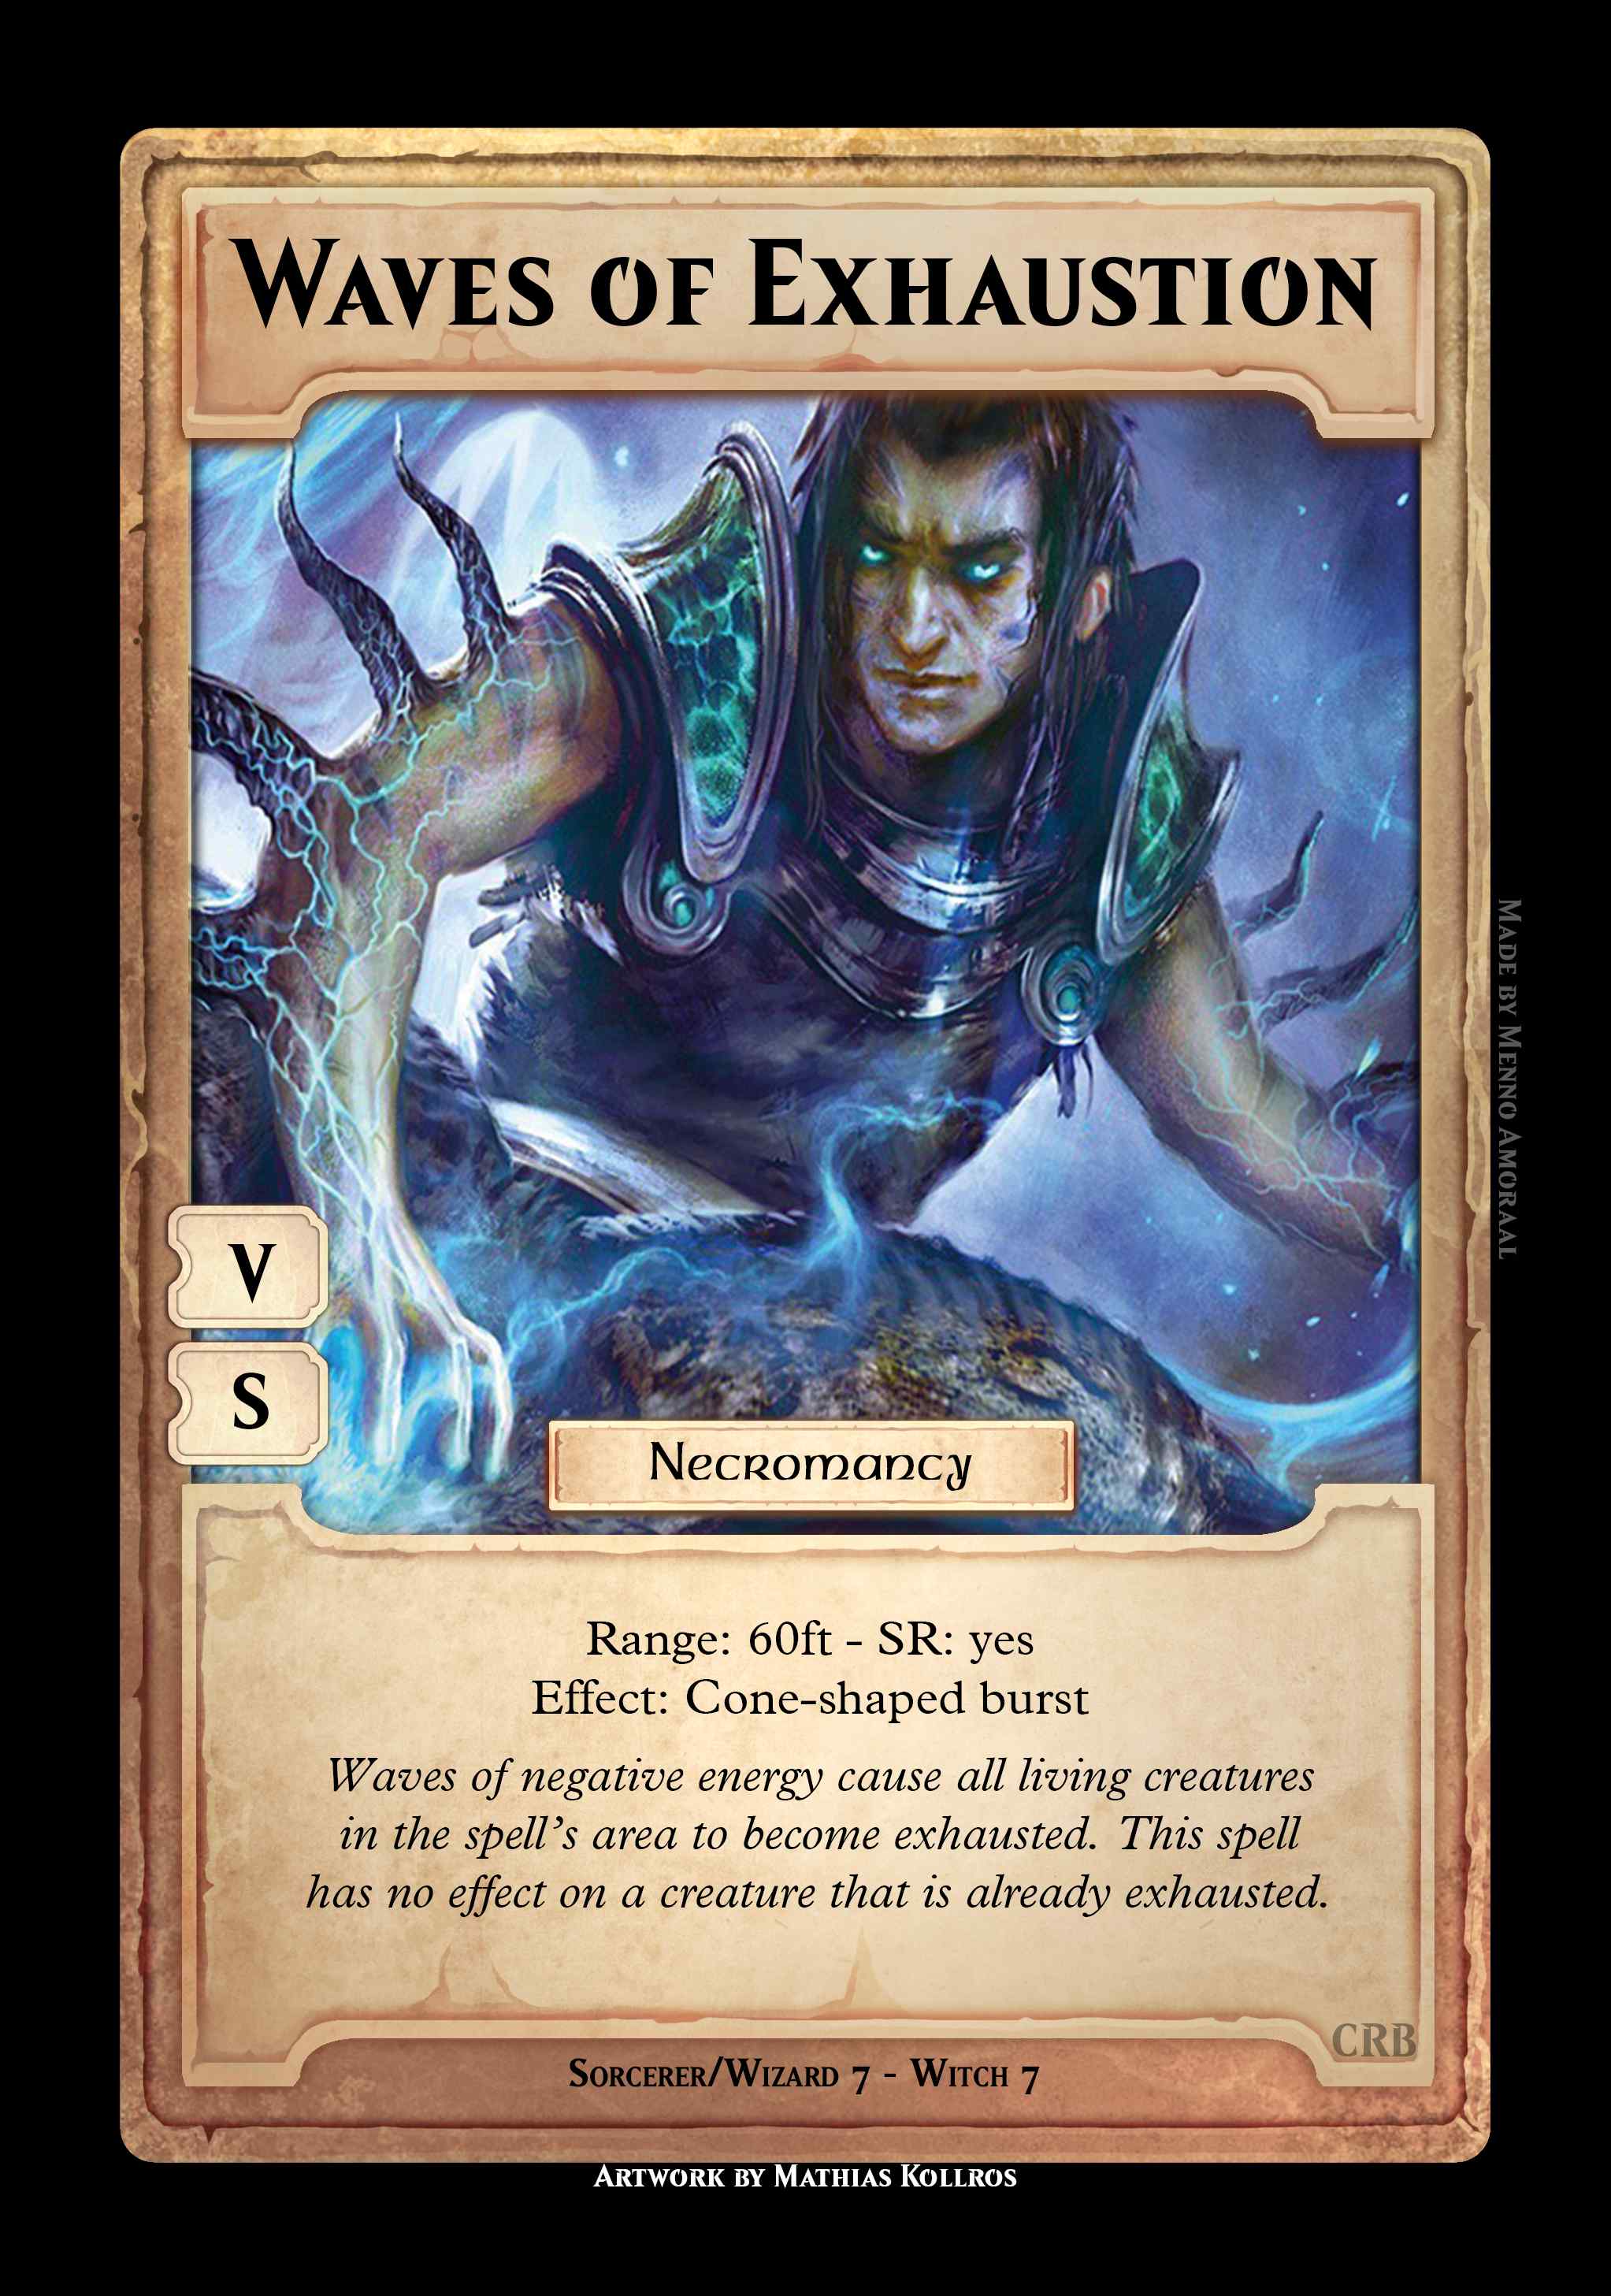 Waves of Exhaustion
V
S
Necromancy
Range: 60ft - SR: yes
Effect: Cone-shaped burst
Waves of negative energy cause all living creatures
in the spell's area to become exhausted. This spell
has no effect on a creature that is already exhausted.
CRB
Sorcerer/Wizard 7 - Witch 7
Artwork by Mathias Kollros
Made by Menno Amoraal